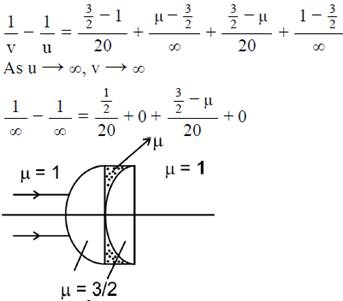 1/v − 1/u = (3/2 − 1)/20 + (μ − 3/2)/∞ + (3/2 − μ)/20 + (1 − 3/2)/∞
As u → ∞, v → ∞
1/∞ − 1/∞ = (1/2)/20 + 0 + (3/2 − μ)/20 + 0
μ
μ = 1
μ = 1
μ = 3/2